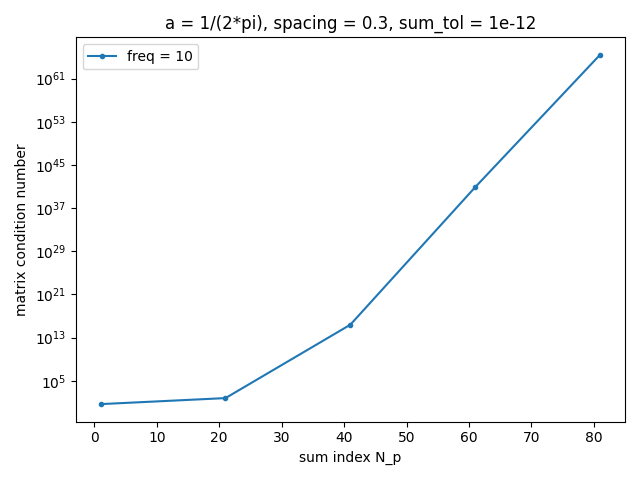 a = 1/(2*pi), spacing = 0.3, sum_tol = 1e-12
freq = 10
matrix condition number
10^61
10^53
10^45
10^37
10^29
10^21
10^13
10^5
0 10 20 30 40 50 60 70 80
sum index N_p